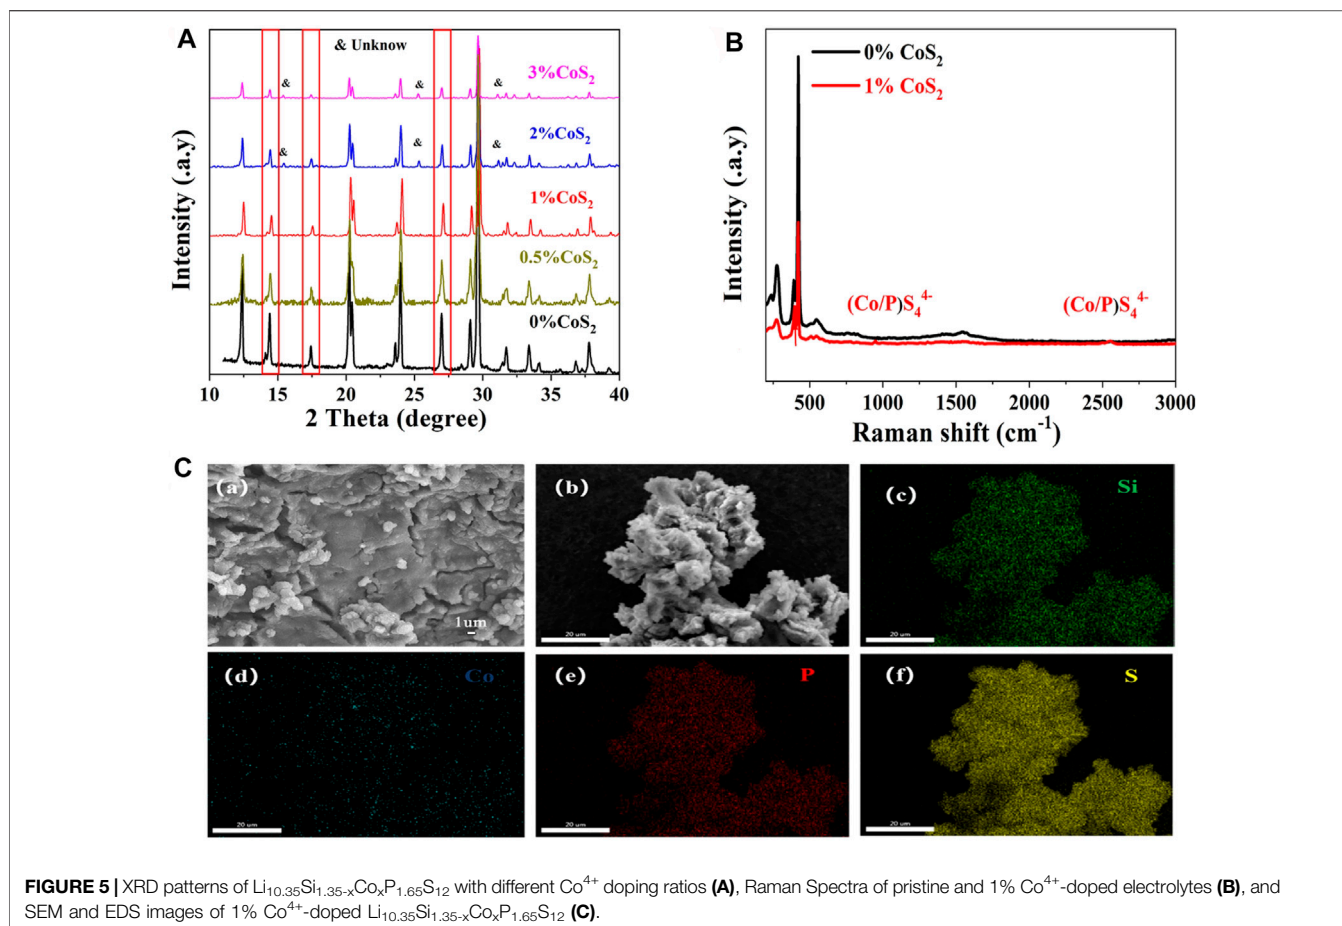 A
& Unknow
3%CoS2
& & &
2%CoS2
& & &
1%CoS2
0.5%CoS2
0%CoS2
Intensity (.a.y)
10 15 20 25 30 35 40
2 Theta (degree)
B
0% CoS2
1% CoS2
(Co/P)S4^4-
(Co/P)S4^4-
Intensity (.a.y)
500 1000 1500 2000 2500 3000
Raman shift (cm^-1)
C
(a)
1um
(b)
20 um
(c)
Si
20 um
(d)
Co
20 um
(e)
P
20 um
(f)
S
20 um
FIGURE 5 | XRD patterns of Li10.35Si1.35-xCoxP1.65S12 with different Co4+ doping ratios (A), Raman Spectra of pristine and 1% Co4+-doped electrolytes (B), and
SEM and EDS images of 1% Co4+-doped Li10.35Si1.35-xCoxP1.65S12 (C).